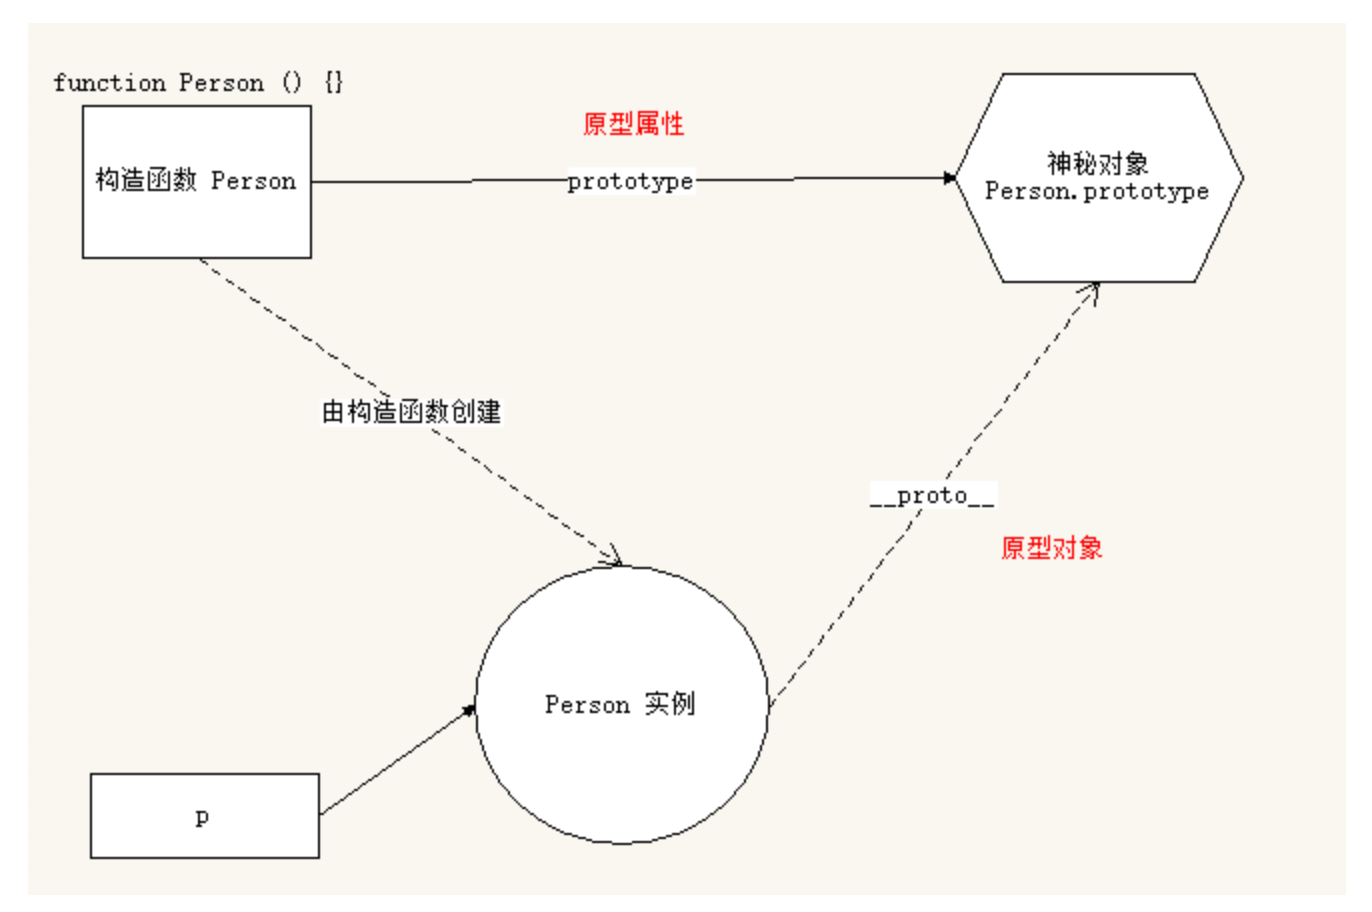 function Person () {}
原型属性
构造函数 Person
prototype
神秘对象
Person.prototype
由构造函数创建
__proto__
原型对象
Person 实例
p